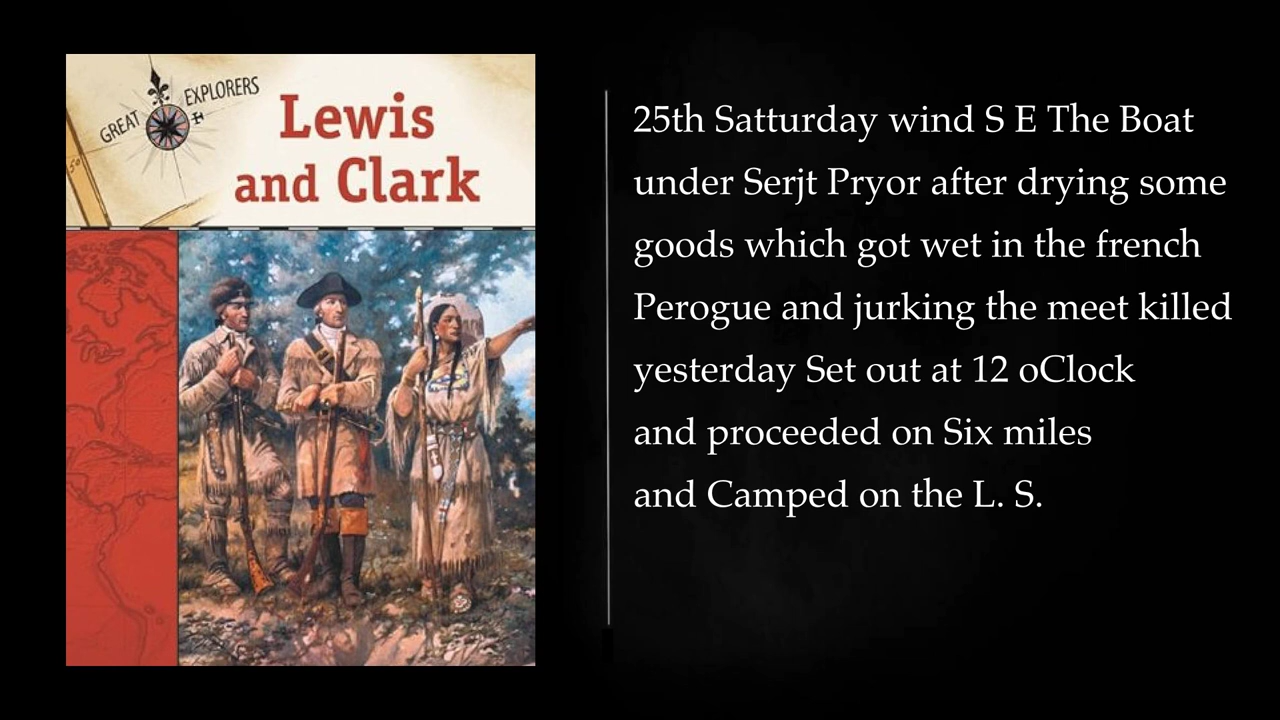 GREAT EXPLORERS
Lewis
and Clark
50
25th Satturday wind S E The Boat
under Serjt Pryor after drying some
goods which got wet in the french
Perogue and jurking the meet killed
yesterday Set out at 12 oClock
and proceeded on Six miles
and Camped on the L. S.